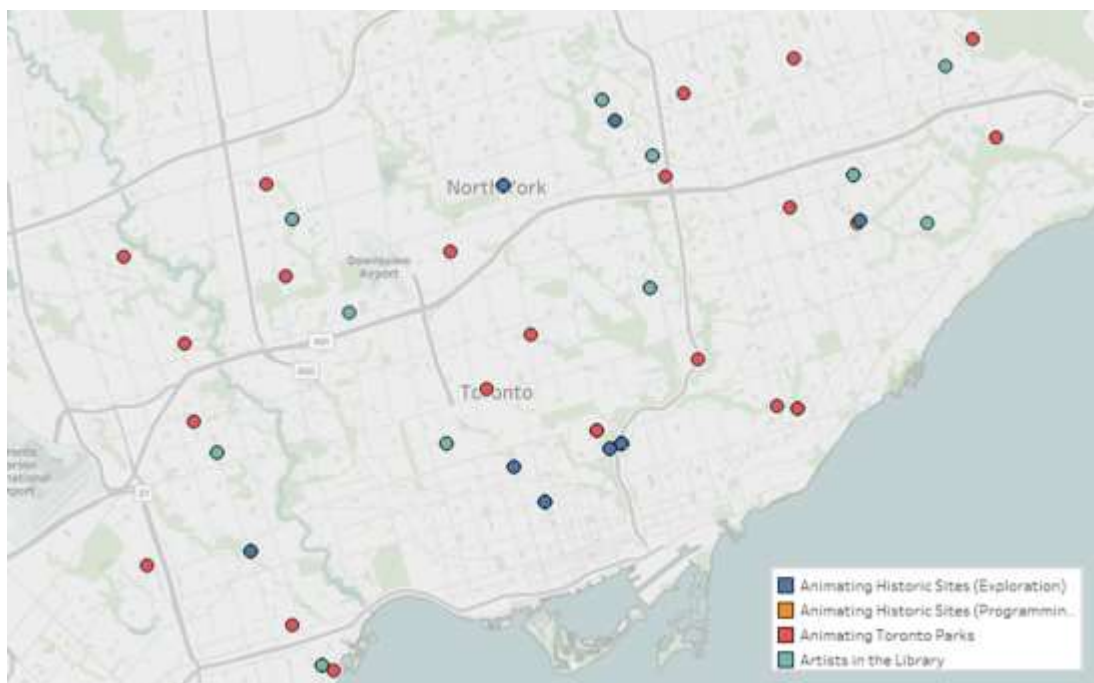 North York
Downsview
Airport
Toronto
Animating Historic Sites (Exploration)
Animating Historic Sites (Programmin..
Animating Toronto Parks
Artists in the Library